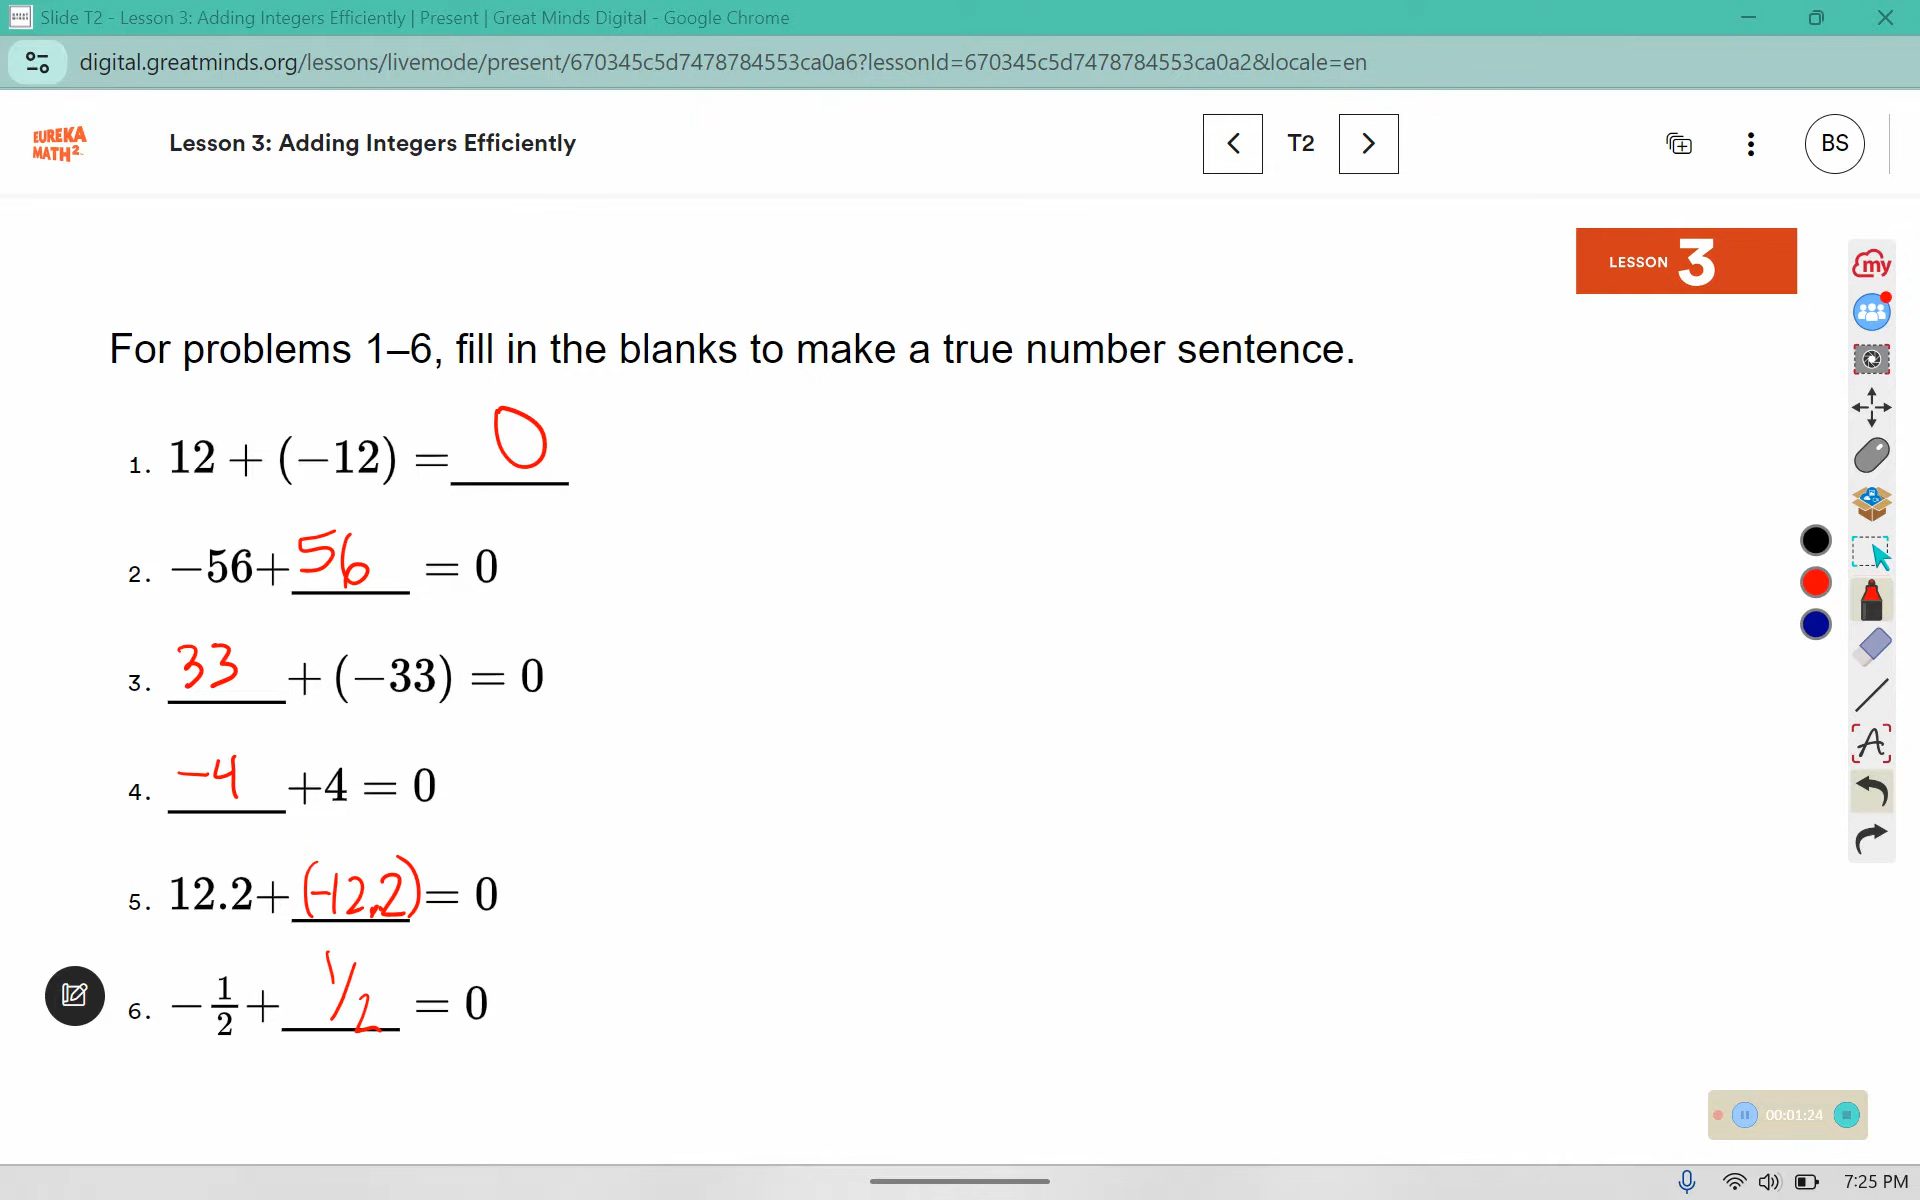 Slide T2 - Lesson 3: Adding Integers Efficiently | Present | Great Minds Digital - Google Chrome
digital.greatminds.org/lessons/livemode/present/670345c5d7478784553ca0a6?lessonId=670345c5d7478784553ca0a2&locale=en
EUREKA
MATH²
Lesson 3: Adding Integers Efficiently
T2
BS
LESSON 3
my
For problems 1–6, fill in the blanks to make a true number sentence.
1. 12 + (−12) = 0
2. −56+ 56 = 0
3. 33 + (−33) = 0
4. −4 +4 = 0
5. 12.2+ (−12.2) = 0
6. −1/2 + 1/2 = 0
A
00:01:24
7:25 PM